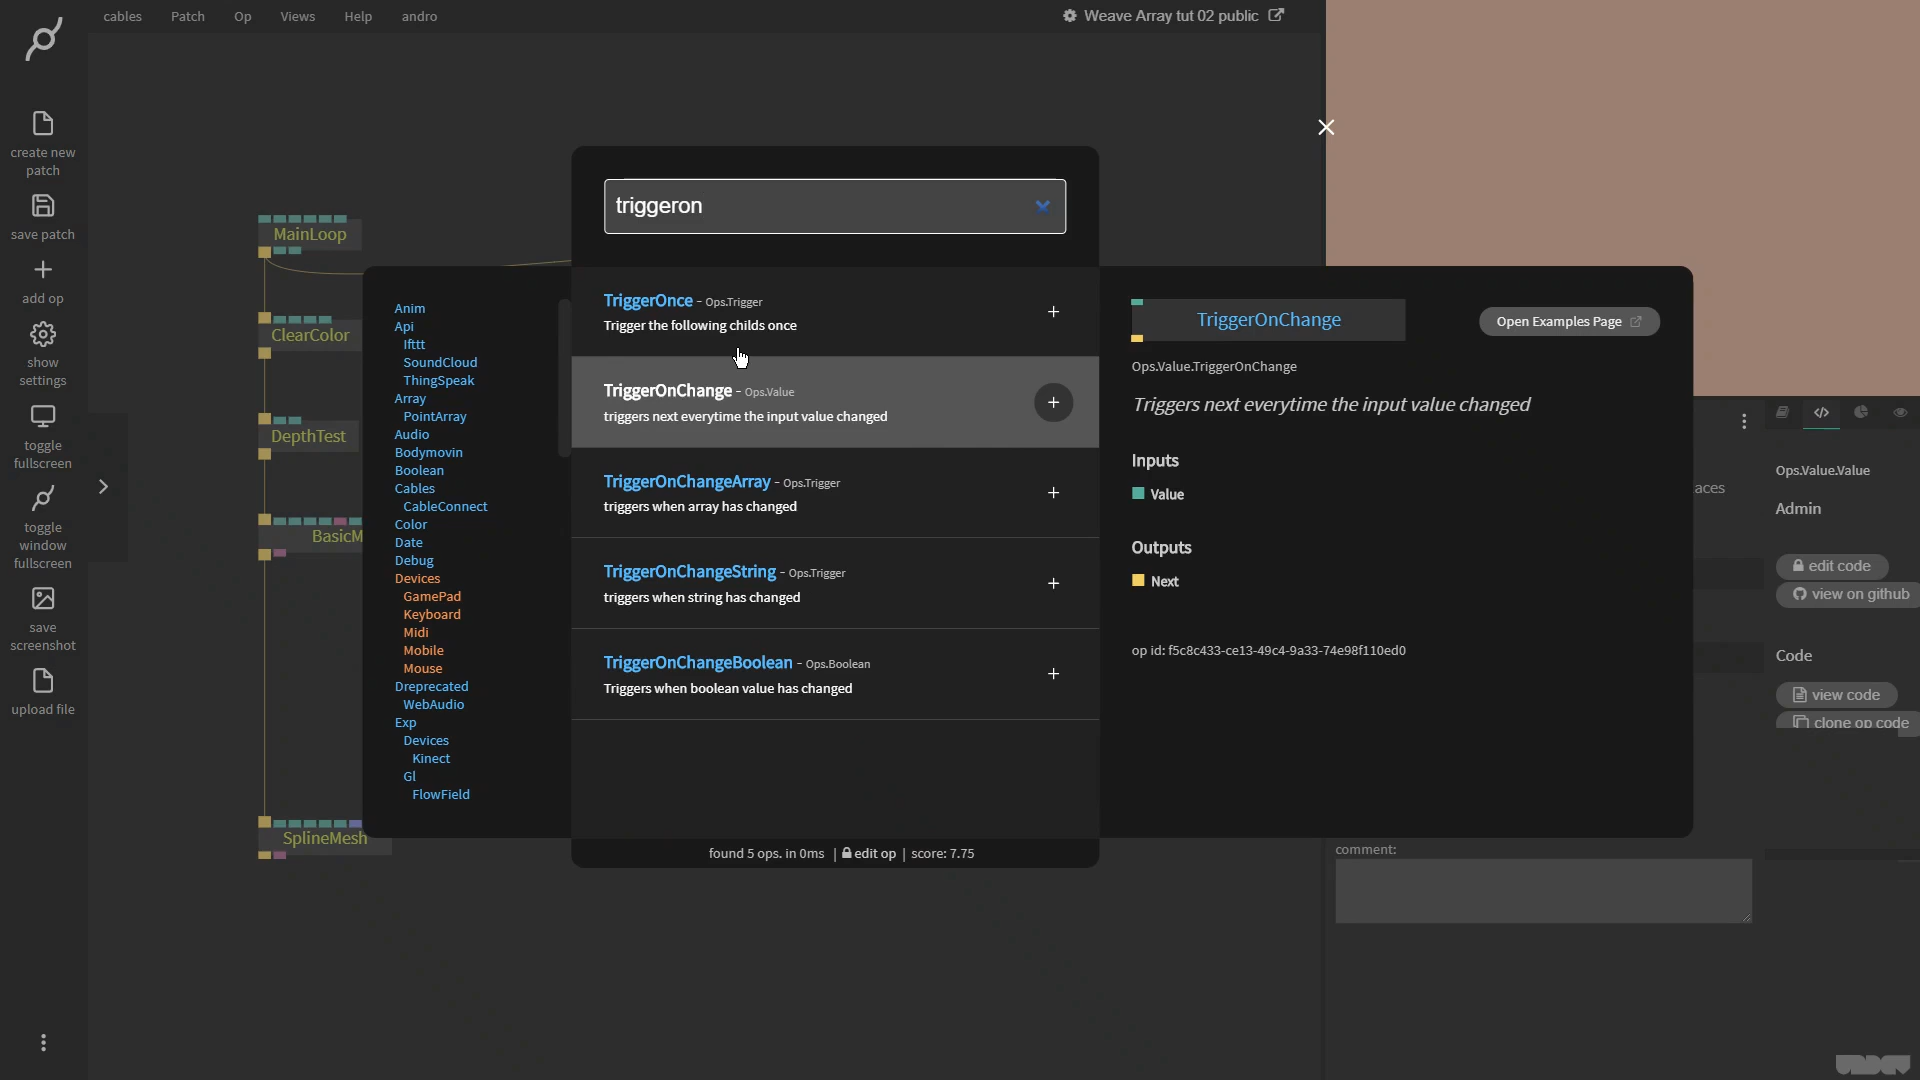 cables
Patch
Op
Views
Help
andro
Weave Array tut 02 public
create new
patch
save patch
add op
show
settings
toggle
fullscreen
toggle
window
fullscreen
save
screenshot
upload file
MainLoop
ClearColor
DepthTest
BasicM
SplineMesh
triggeron
Anim
Api
Ifttt
SoundCloud
ThingSpeak
Array
PointArray
Audio
Bodymovin
Boolean
Cables
CableConnect
Color
Date
Debug
Devices
GamePad
Keyboard
Midi
Mobile
Mouse
Dreprecated
WebAudio
Exp
Devices
Kinect
Gl
FlowField
TriggerOnce - Ops.Trigger
Trigger the following childs once
TriggerOnChange - Ops.Value
triggers next everytime the input value changed
TriggerOnChangeArray - Ops.Trigger
triggers when array has changed
TriggerOnChangeString - Ops.Trigger
triggers when string has changed
TriggerOnChangeBoolean - Ops.Boolean
Triggers when boolean value has changed
found 5 ops. in 0ms | edit op | score: 7.75
TriggerOnChange
Open Examples Page
Ops.Value.TriggerOnChange
Triggers next everytime the input value changed
Inputs
Value
Outputs
Next
op id: f5c8c433-ce13-49c4-9a33-74e98f110ed0
aces
Ops.Value.Value
Admin
edit code
view on github
Code
view code
clone op code
comment: